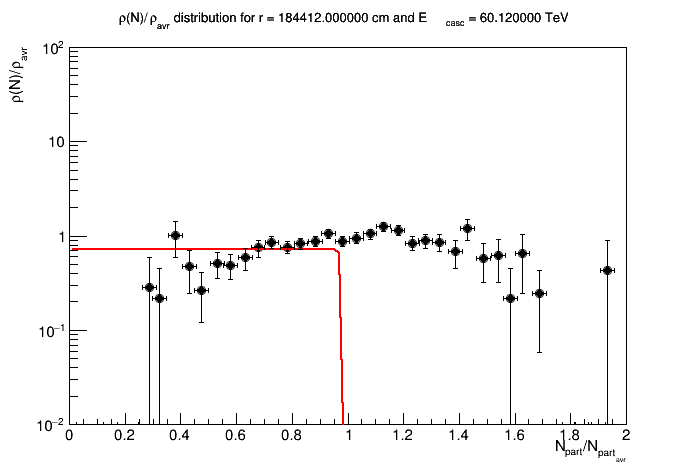 ρ(N)/ρavr distribution for r = 184412.000000 cm and E casc = 60.120000 TeV
ρ(N)/ρavr
10²
10
1
10⁻¹
10⁻²
0 0.2 0.4 0.6 0.8 1 1.2 1.4 1.6 1.8 2
Npart/Npartavr